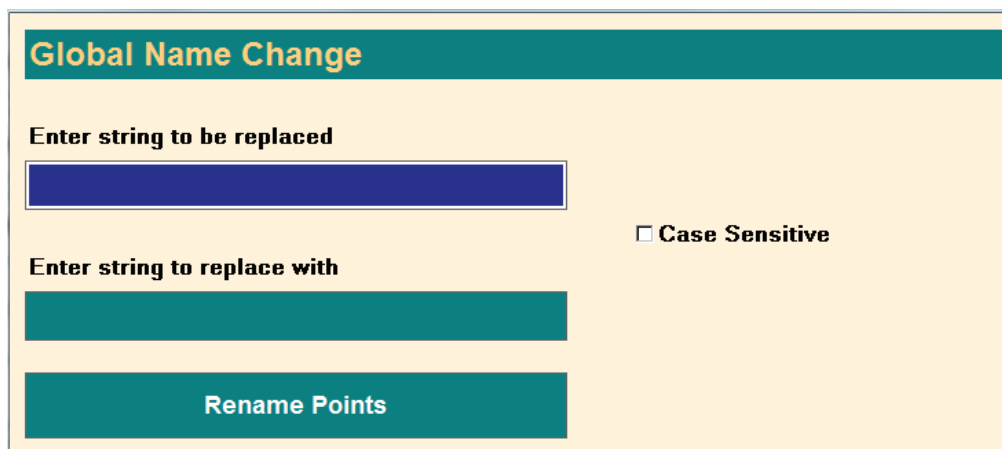 Global Name Change
Enter string to be replaced
Case Sensitive
Enter string to replace with
Rename Points